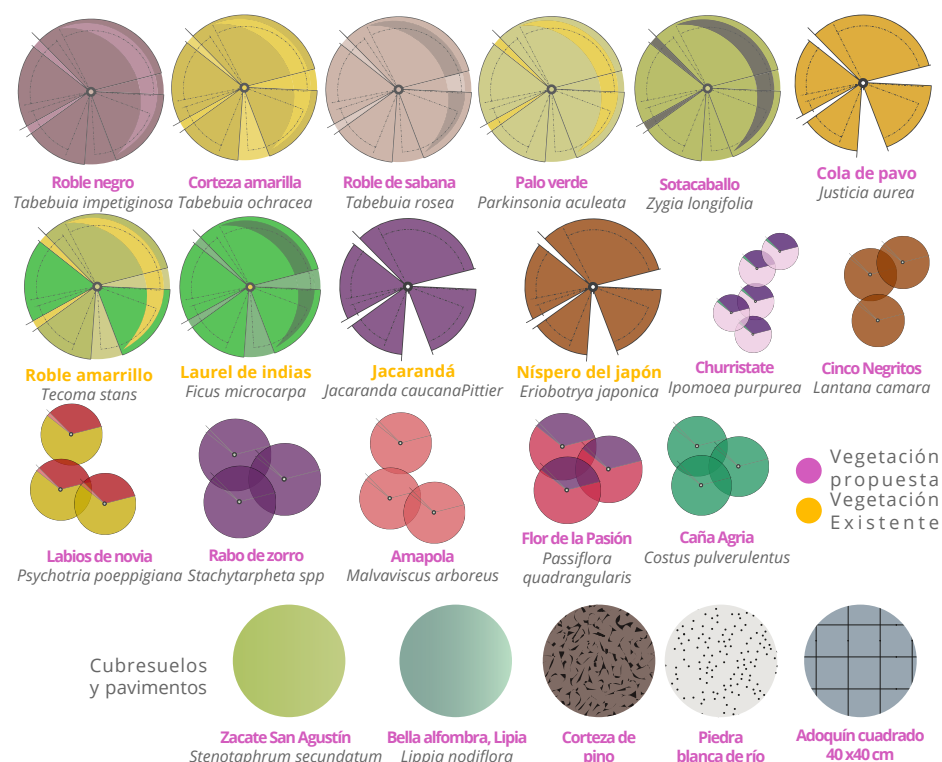 Roble negro
Tabebuia impetiginosa
Corteza amarilla
Tabebuia ochracea
Roble de sabana
Tabebuia rosea
Palo verde
Parkinsonia aculeata
Sotacaballo
Zygia longifolia
Cola de pavo
Justicia aurea
Roble amarrillo
Tecoma stans
Laurel de indias
Ficus microcarpa
Jacarandá
Jacaranda caucanaPittier
Níspero del japón
Eriobotrya japonica
Churristate
Ipomoea purpurea
Cinco Negritos
Lantana camara
Labios de novia
Psychotria poeppigiana
Rabo de zorro
Stachytarpheta spp
Amapola
Malvaviscus arboreus
Flor de la Pasión
Passiflora
quadrangularis
Caña Agria
Costus pulverulentus
Vegetación
propuesta
Vegetación
Existente
Cubresuelos
y pavimentos
Zacate San Agustín
Stenotaphrum secundatum
Bella alfombra, Lipia
Lippia nodiflora
Corteza de
pino
Piedra
blanca de río
Adoquín cuadrado
40 x40 cm